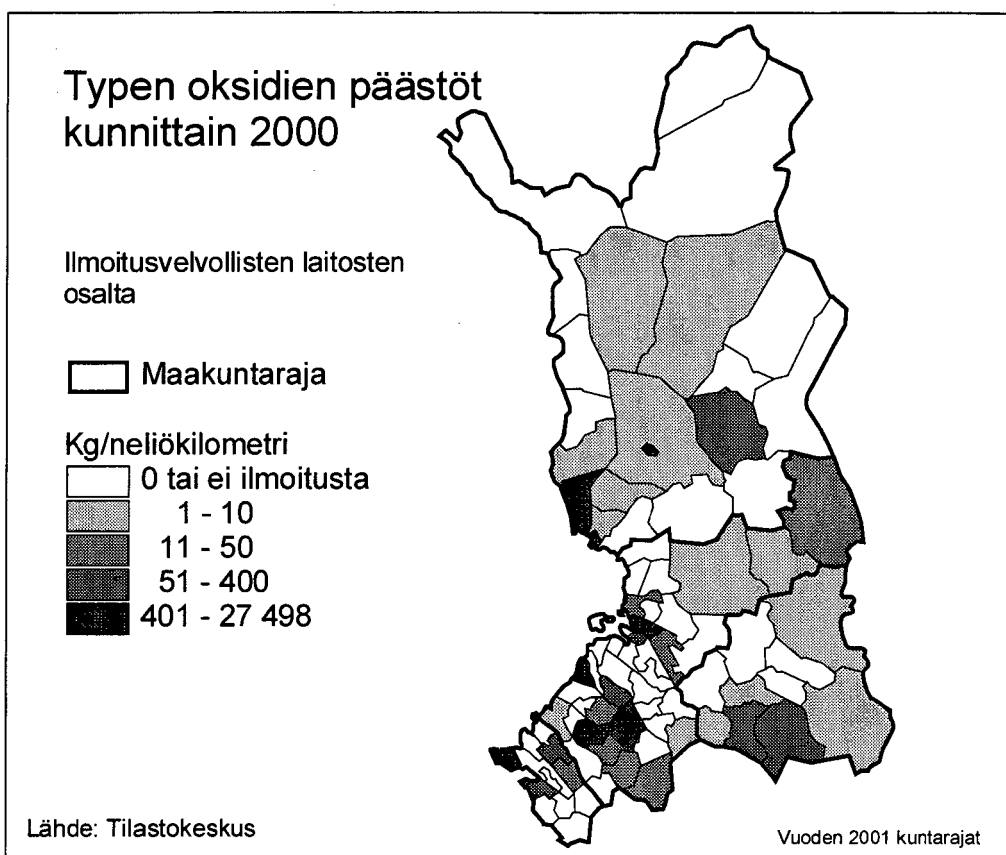 Typen oksidien päästöt
kunnittain 2000
Ilmoitusvelvollisten laitosten
osalta
Maakuntaraja
Kg/neliökilometri
0 tai ei ilmoitusta
1 - 10
11 - 50
51 - 400
401 - 27 498
Lähde: Tilastokeskus
Vuoden 2001 kuntarajat